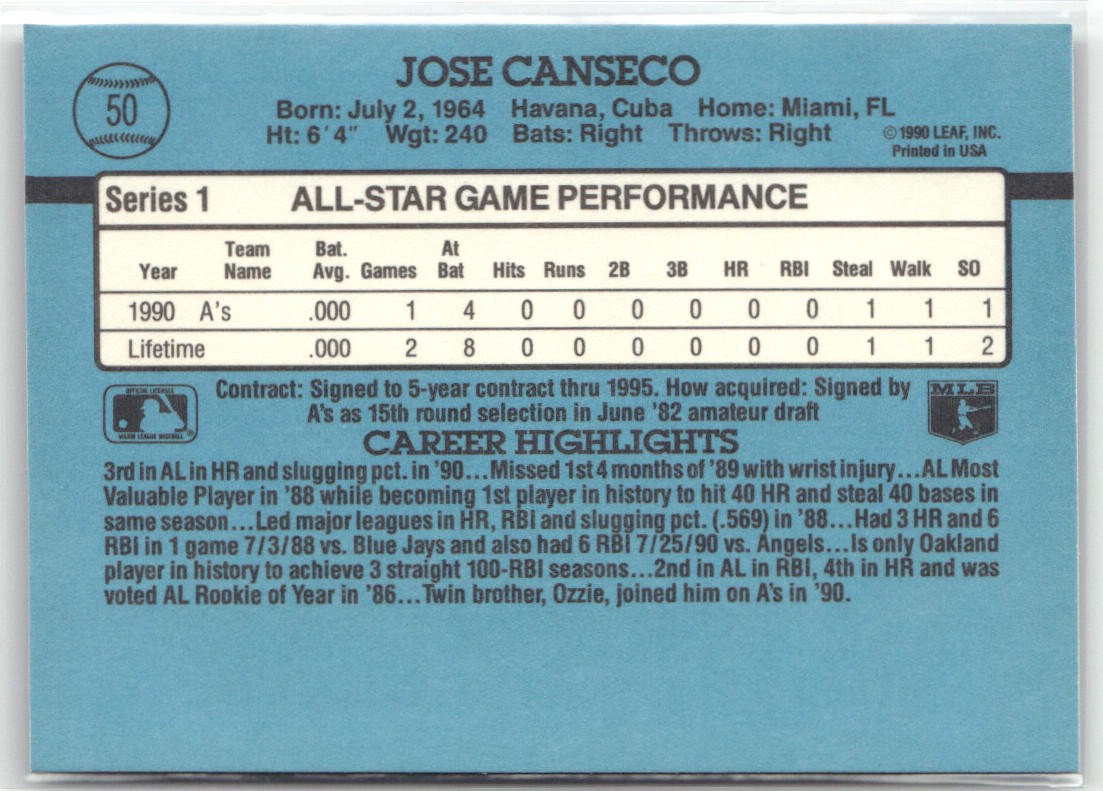 50
JOSE CANSECO
Born: July 2, 1964 Havana, Cuba Home: Miami, FL
Ht: 6'4" Wgt: 240 Bats: Right Throws: Right
©1990 LEAF, INC.
Printed in USA
Series 1 ALL-STAR GAME PERFORMANCE
Year Team Name Bat. Avg. Games At Bat Hits Runs 2B 3B HR RBI Steal Walk SO
1990 A's .000 1 4 0 0 0 0 0 0 1 1 1
Lifetime .000 2 8 0 0 0 0 0 0 1 1 2
OFFICIAL LICENSEE
MAJOR LEAGUE BASEBALL
Contract: Signed to 5-year contract thru 1995. How acquired: Signed by
A's as 15th round selection in June '82 amateur draft
MLB
CAREER HIGHLIGHTS
3rd in AL in HR and slugging pct. in '90...Missed 1st 4 months of '89 with wrist injury...AL Most
Valuable Player in '88 while becoming 1st player in history to hit 40 HR and steal 40 bases in
same season...Led major leagues in HR, RBI and slugging pct. (.569) in '88...Had 3 HR and 6
RBI in 1 game 7/3/88 vs. Blue Jays and also had 6 RBI 7/25/90 vs. Angels...Is only Oakland
player in history to achieve 3 straight 100-RBI seasons...2nd in AL in RBI, 4th in HR and was
voted AL Rookie of Year in '86...Twin brother, Ozzie, joined him on A's in '90.